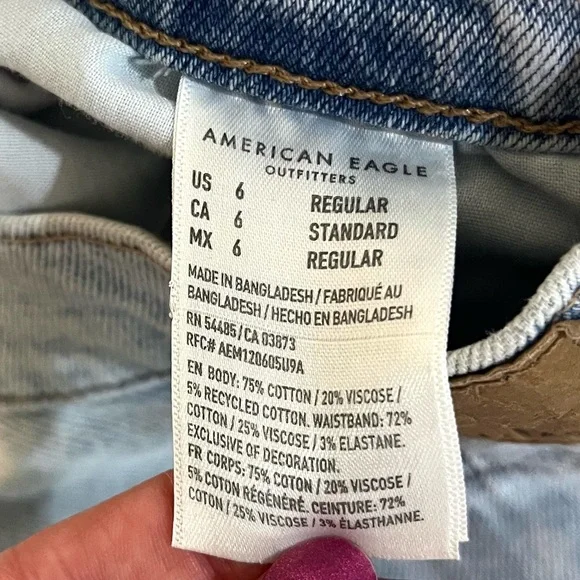 AMERICAN EAGLE
OUTFITTERS
US 6 REGULAR
CA 6 STANDARD
MX 6 REGULAR
MADE IN BANGLADESH / FABRIQUÉ AU
BANGLADESH / HECHO EN BANGLADESH
RN 54485 / CA 03873
RFC# AEM120605U9A
EN BODY: 75% COTTON / 20% VISCOSE /
5% RECYCLED COTTON. WAISTBAND: 72%
COTTON / 25% VISCOSE / 3% ELASTANE.
EXCLUSIVE OF DECORATION.
FR CORPS: 75% COTON / 20% VISCOSE /
5% COTON RÉGÉNÉRÉ. CEINTURE: 72%
COTON / 25% VISCOSE / 3% ÉLASTHANNE.